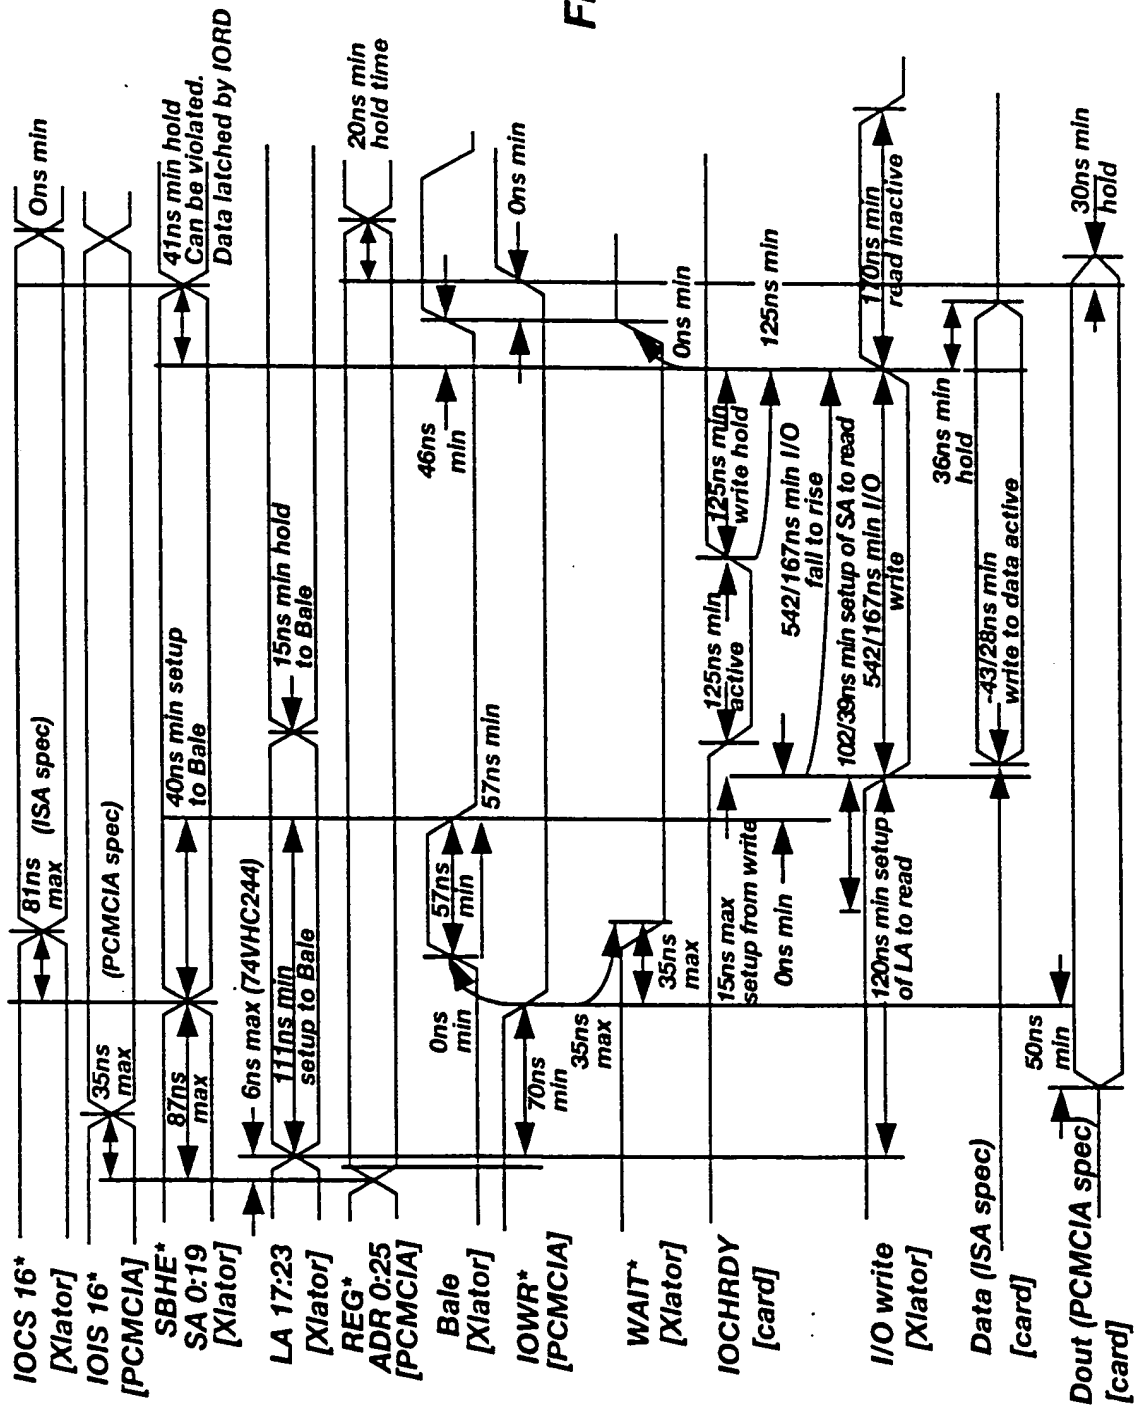 IOCS 16*
[Xlator]
81ns
max
(ISA spec)
0ns min
IOIS 16*
[PCMCIA]
35ns
max
(PCMCIA spec)
SBHE*
SA 0:19
[Xlator]
87ns
max
40ns min setup
to Bale
41ns min hold
Can be violated.
Data latched by IORD
6ns max (74VHC244)
LA 17:23
[Xlator]
111ns min
setup to Bale
15ns min hold
to Bale
REG*
ADR 0:25
[PCMCIA]
20ns min
hold time
Bale
[Xlator]
0ns
min
57ns
min
57ns min
46ns
min
IOWR*
[PCMCIA]
70ns
min
0ns min
35ns
max
WAIT*
[Xlator]
35ns
max
0ns min
IOCHRDY
[card]
15ns max
setup from write
125ns min
active
125ns min
write hold
125ns min
0ns min
542/167ns min I/O
fall to rise
102/39ns min setup of SA to read
I/O write
[Xlator]
120ns min setup
of LA to read
542/167ns min I/O
write
170ns min
read inactive
Data (ISA spec)
[card]
-43/28ns min
write to data active
36ns min
hold
Dout (PCMCIA spec)
[card]
50ns
min
30ns min
hold